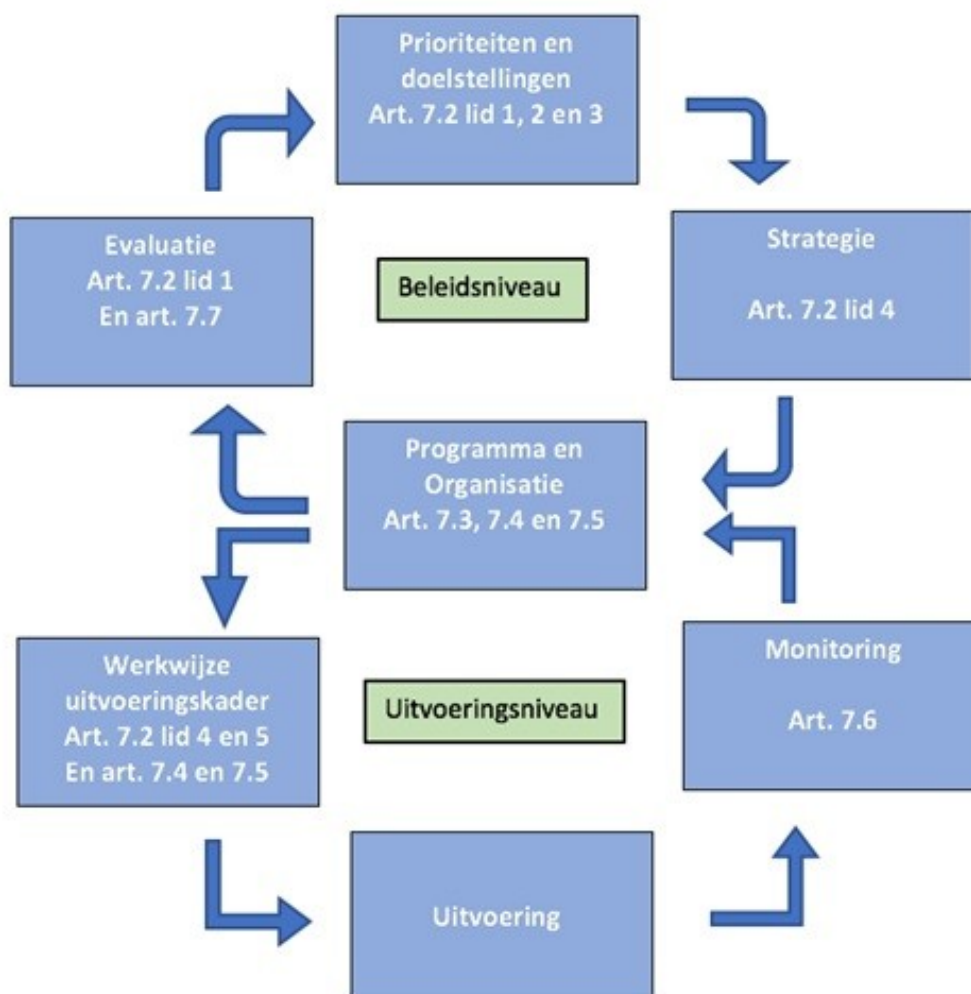 Prioriteiten en
doelstellingen
Art. 7.2 lid 1, 2 en 3
Evaluatie
Art. 7.2 lid 1
En art. 7.7
Beleidsniveau
Strategie
Art. 7.2 lid 4
Programma en
Organisatie
Art. 7.3, 7.4 en 7.5
Werkwijze
uitvoeringskader
Art. 7.2 lid 4 en 5
En art. 7.4 en 7.5
Uitvoeringsniveau
Monitoring
Art. 7.6
Uitvoering